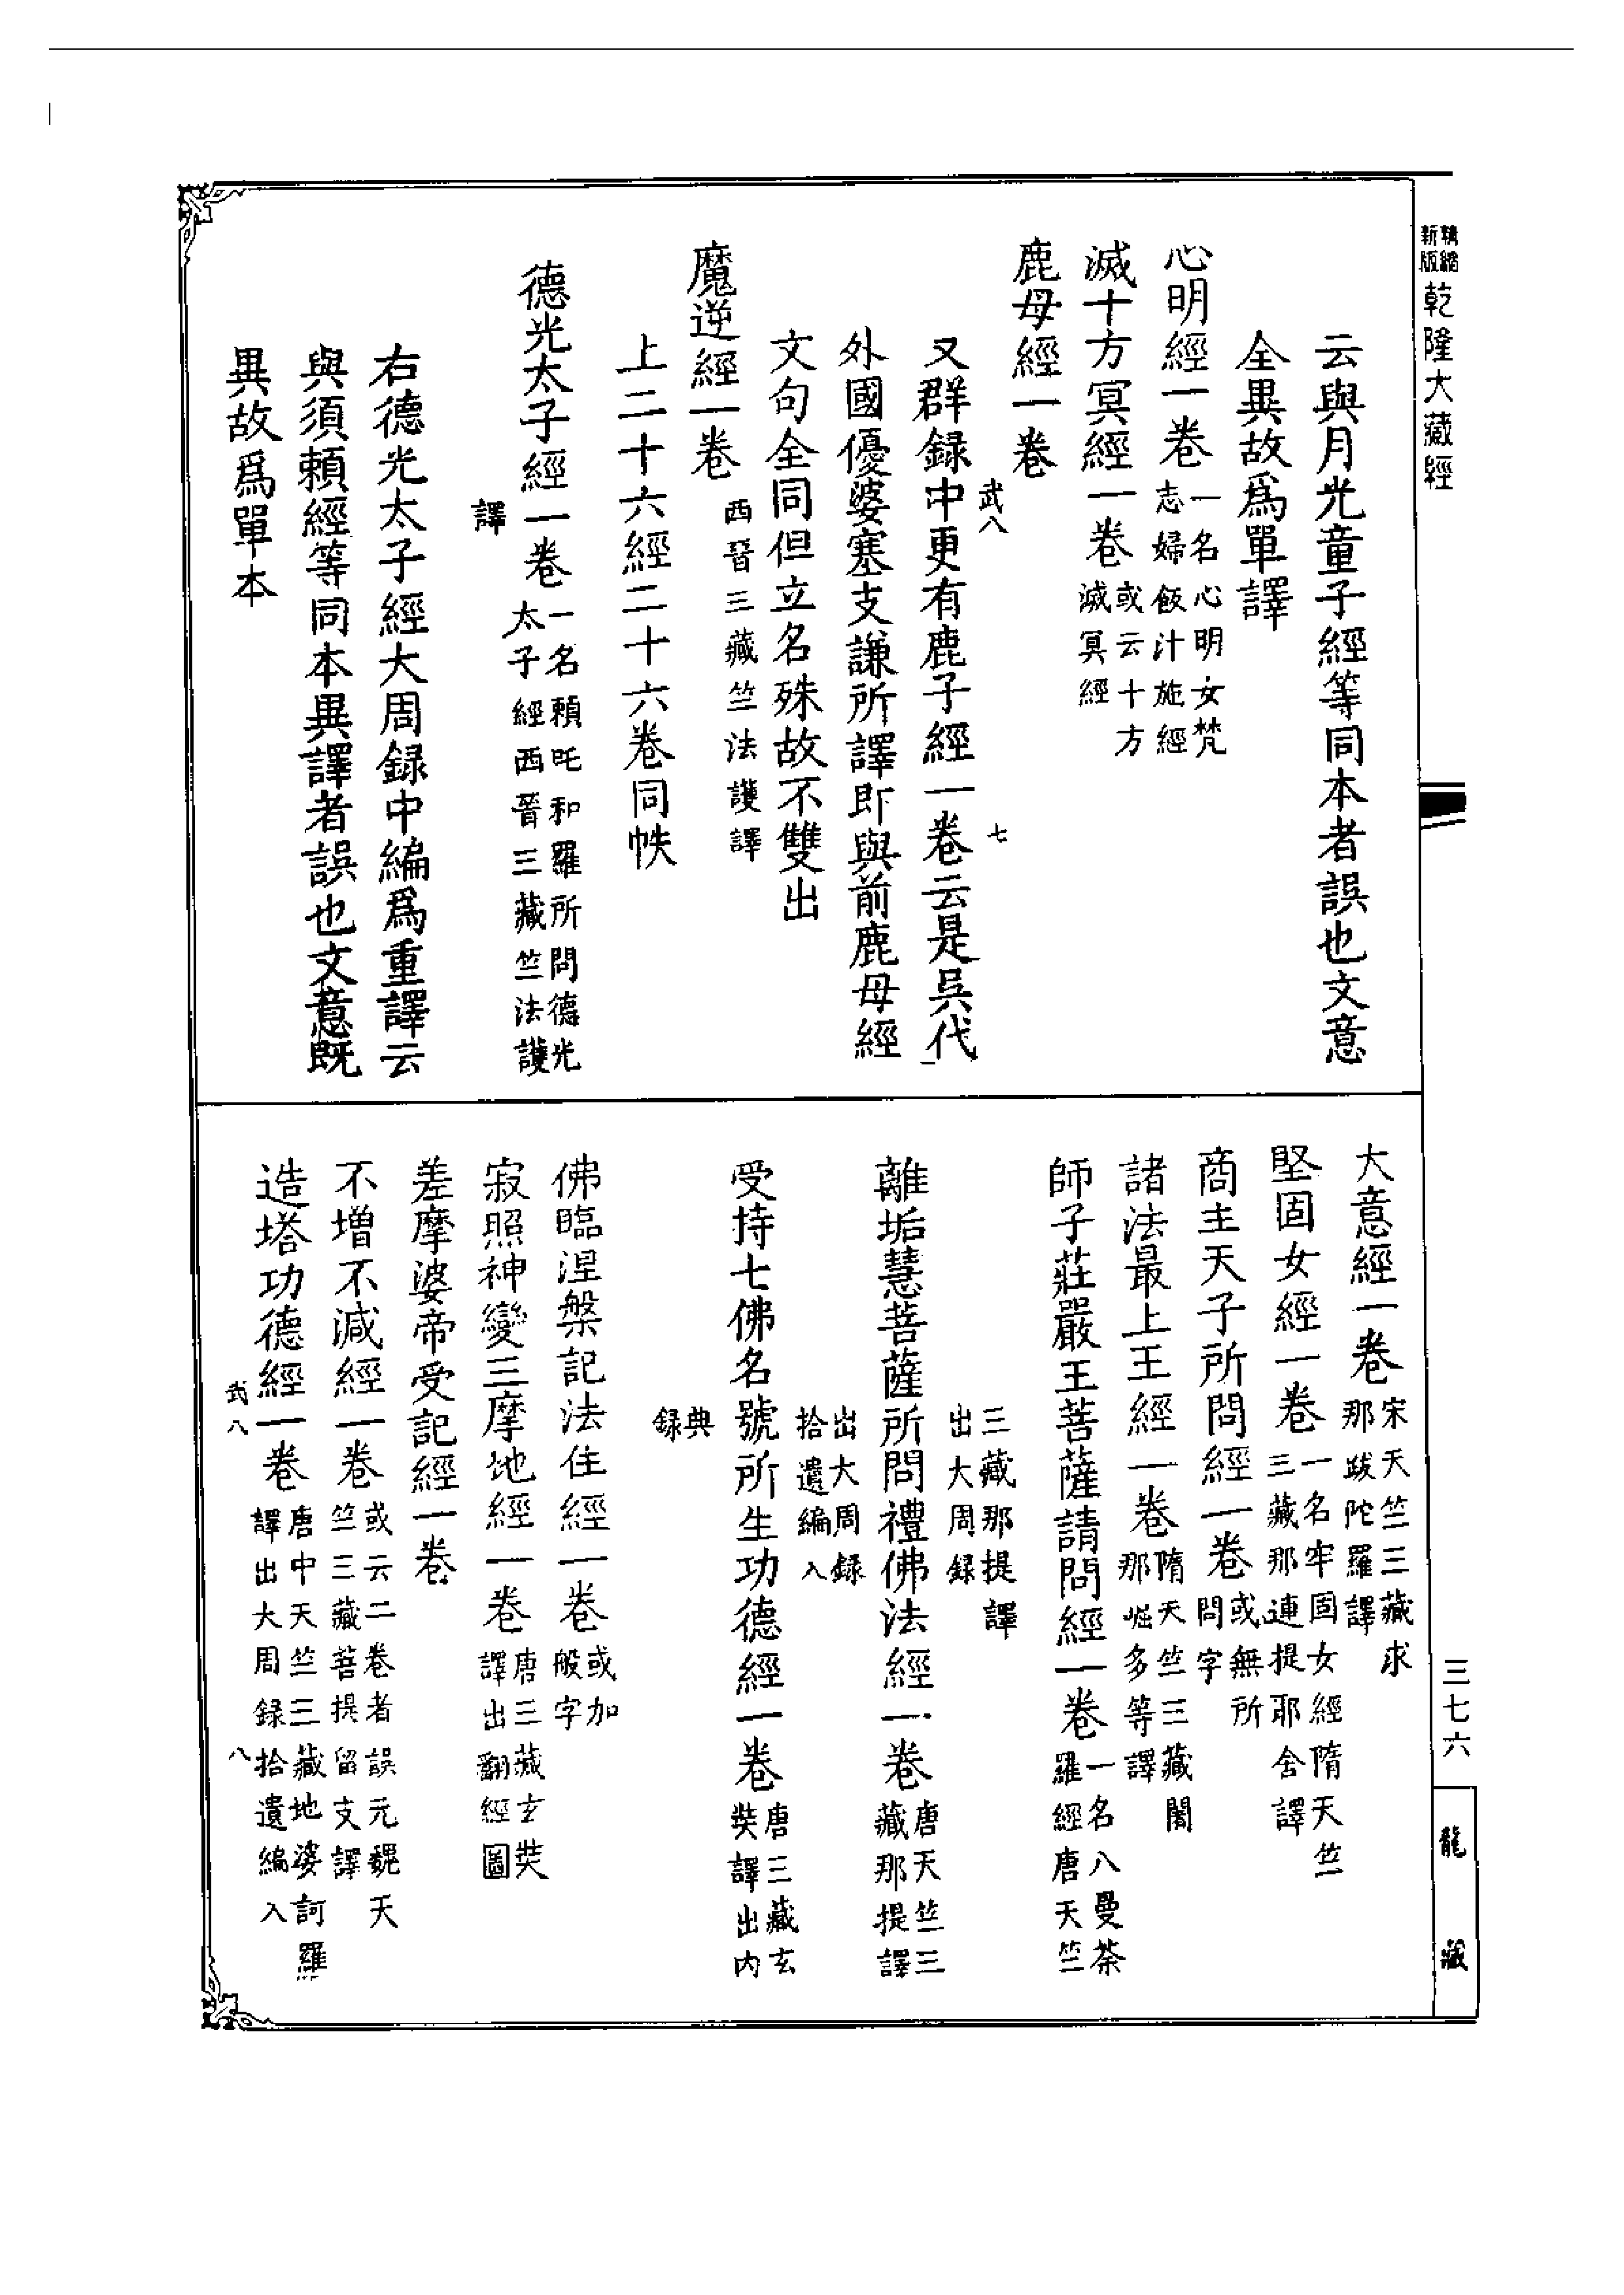 新編縮版乾隆大藏經
云與月光童子經等同本者誤也文意
全異故爲單譯
心明經一卷一名心明女梵志婦飯汁施經
滅十方冥經一卷或云十方滅冥經
鹿母經一卷
武八
七
又群録中更有鹿子經一卷云是吳代
外國優婆塞支謙所譯即與前鹿母經
文句全同但立名殊故不雙出
魔逆經一卷西晉三藏竺法護譯
上二十六經二十六卷同帙
德光太子經一卷一名賴吒和羅所問德光太子經西晉三藏竺法護
譯
右德光太子經大周録中編爲重譯云
與須賴經等同本異譯者誤也文意既
異故爲單本
大意經一卷宋天竺三藏求那跋陀羅譯
堅固女經一卷一名牢固女經隋天竺三藏那連提耶舍譯
商主天子所問經一卷或無所問字
諸法最上王經一卷隋天竺三藏闍那崛多等譯
師子莊嚴王菩薩請問經一卷一名八曼荼羅經唐天竺
三藏那提譯出大周録
離垢慧菩薩所問禮佛法經一卷唐天竺三藏那提譯
出大周録拾遺編入
受持七佛名號所生功德經一卷唐三藏玄奘譯出内
典録
佛臨涅槃記法住經一卷或加般字
寂照神變三摩地經一卷唐三藏玄奘譯出翻經圖
差摩婆帝受記經一卷
不增不減經一卷或云二卷者誤元魏天竺三藏菩提留支譯
造塔功德經一卷唐中天竺三藏地婆訶羅譯出大周録拾遺編入
武八
八
三七六
龍藏